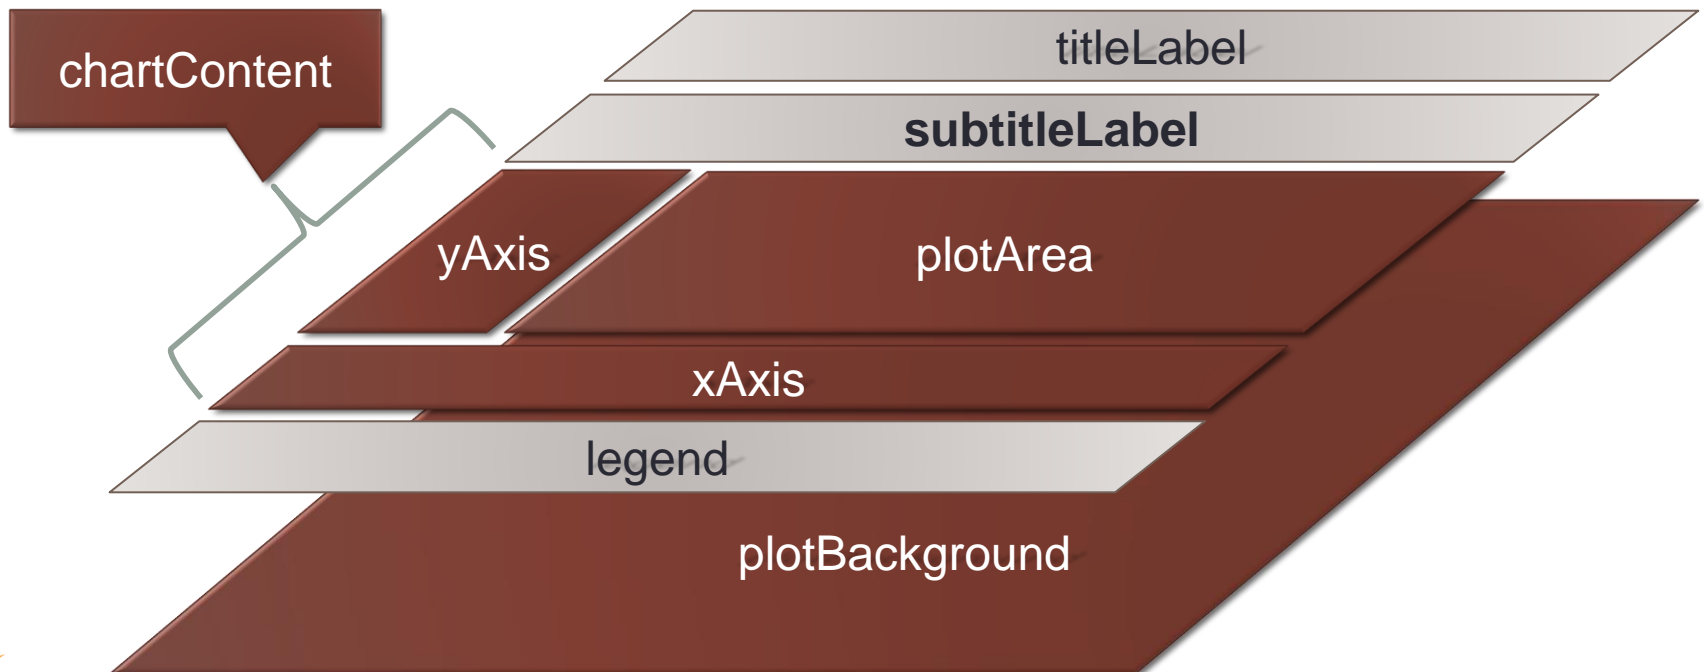 chartContent
titleLabel
subtitleLabel
yAxis
plotArea
xAxis
legend
plotBackground